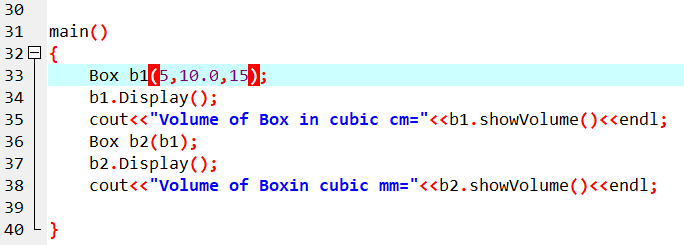 30
31 main()
32 {
33 Box b1(5,10.0,15);
34 b1.Display();
35 cout<<"Volume of Box in cubic cm="<<b1.showVolume()<<endl;
36 Box b2(b1);
37 b2.Display();
38 cout<<"Volume of Boxin cubic mm="<<b2.showVolume()<<endl;
39
40 }